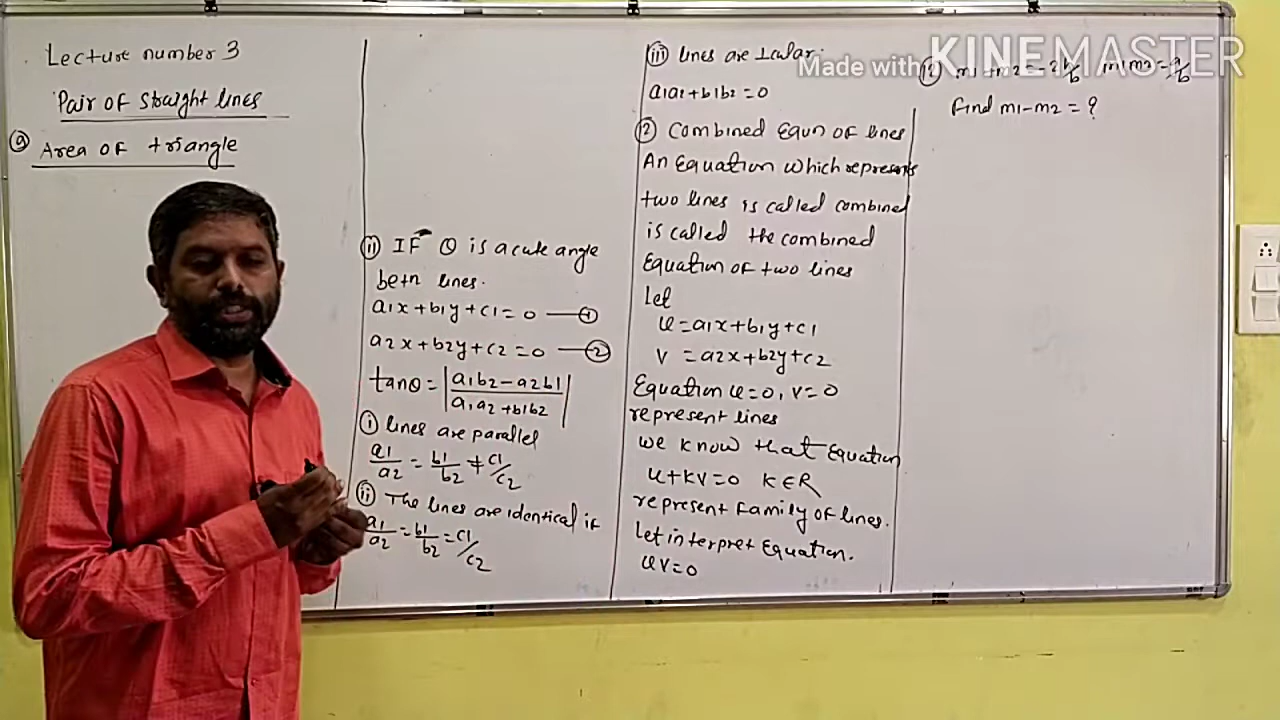 Lecture number 3
Pair of straight lines
⑨ Area of triangle
ⓘⓘ If θ is acute angle
betn lines.
a1x+b1y+c1=0 —①
a2x+b2y+c2=0 —②
tanθ=|a1b2-a2b1/a1a2+b1b2|
ⓘ lines are parallel
a1/a2=b1/b2≠c1/c2
ⓘⓘ The lines are identical if
a1/a2=b1/b2=c1/c2
ⓘⓘⓘ lines are ⊥cular.
a1a2+b1b2=0
⑫ Combined Equn of lines
An Equation which represents
two lines is called combined
is called the combined
Equation of two lines
Let
u=a1x+b1y+c1
v=a2x+b2y+c2
Equation u=0, v=0
represent lines
we know that Equation
u+kv=0 k∈R
represent family of lines.
Let interpret Equation.
uv=0
Made with KINEMASTER
m1+m2=-2h/b m1m2=a/b
Find m1-m2=?